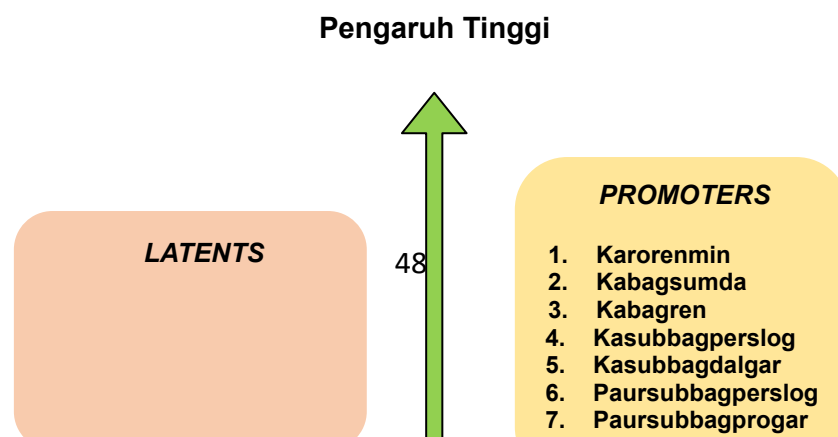 Pengaruh Tinggi
LATENTS
48
PROMOTERS
1. Karorenmin
2. Kabagsumda
3. Kabagren
4. Kasubbagperslog
5. Kasubbagdalgar
6. Paursubbagperslog
7. Paursubbagprogar